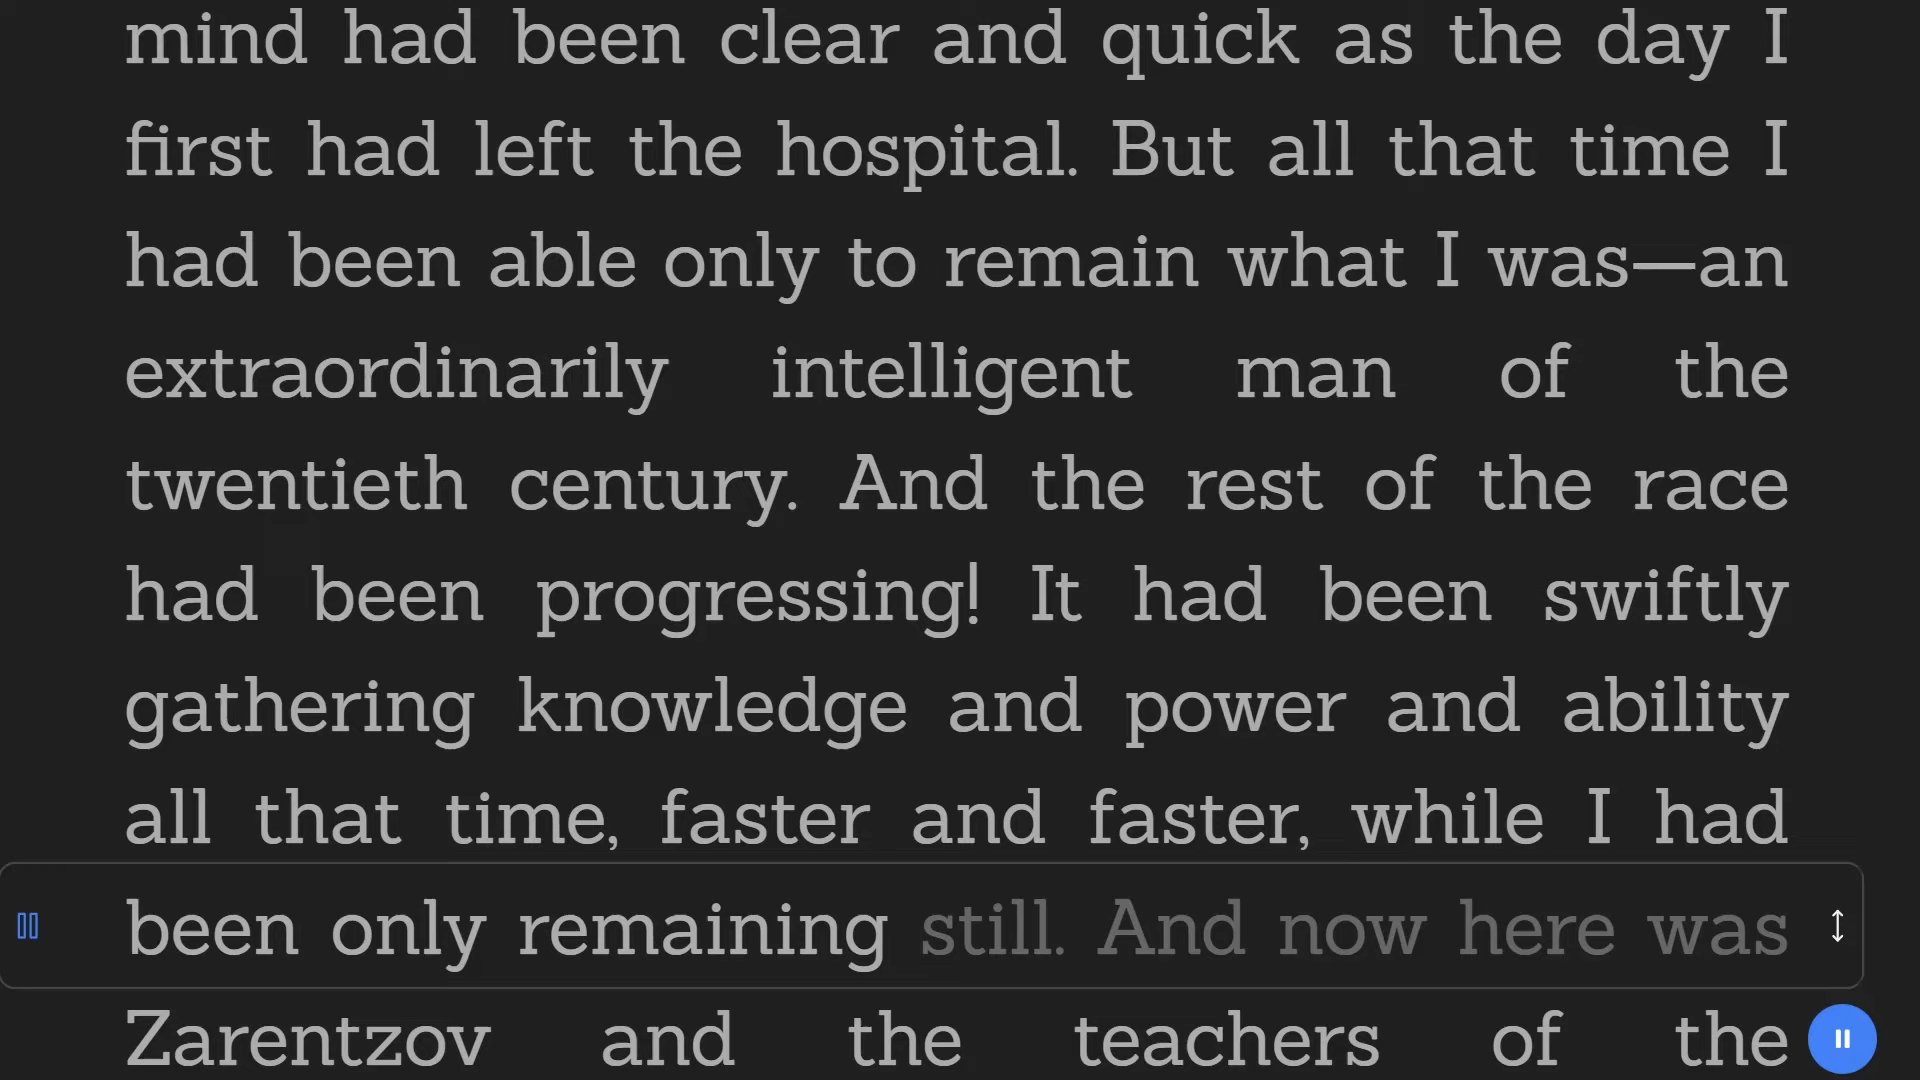 mind had been clear and quick as the day I
first had left the hospital. But all that time I
had been able only to remain what I was—an
extraordinarily intelligent man of the
twentieth century. And the rest of the race
had been progressing! It had been swiftly
gathering knowledge and power and ability
all that time, faster and faster, while I had
been only remaining still. And now here was
Zarentzov and the teachers of the